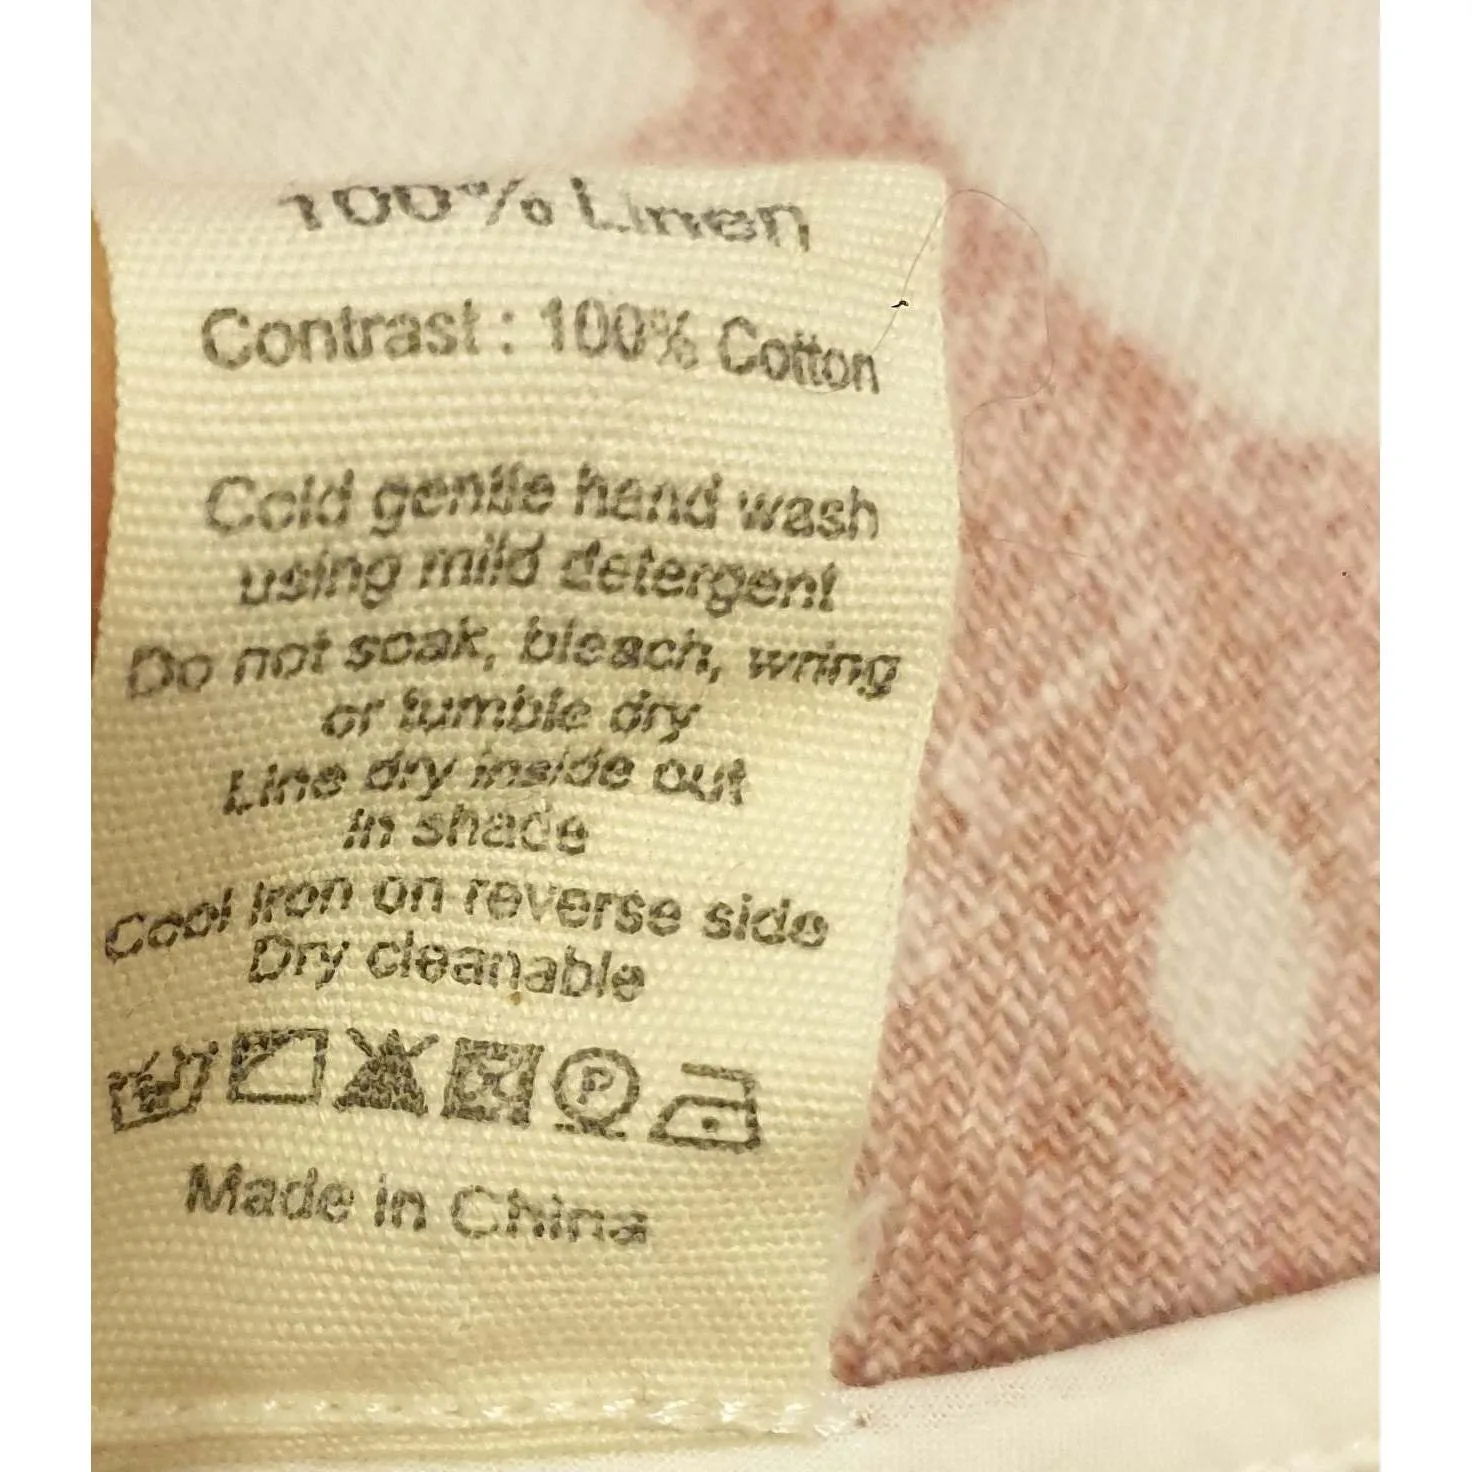 100% Linen
Contrast : 100% Cotton
Cold gentle hand wash
using mild detergent
Do not soak, bleach, wring
or tumble dry
Line dry inside out
in shade
Cool iron on reverse side
Dry cleanable
P
Made in China